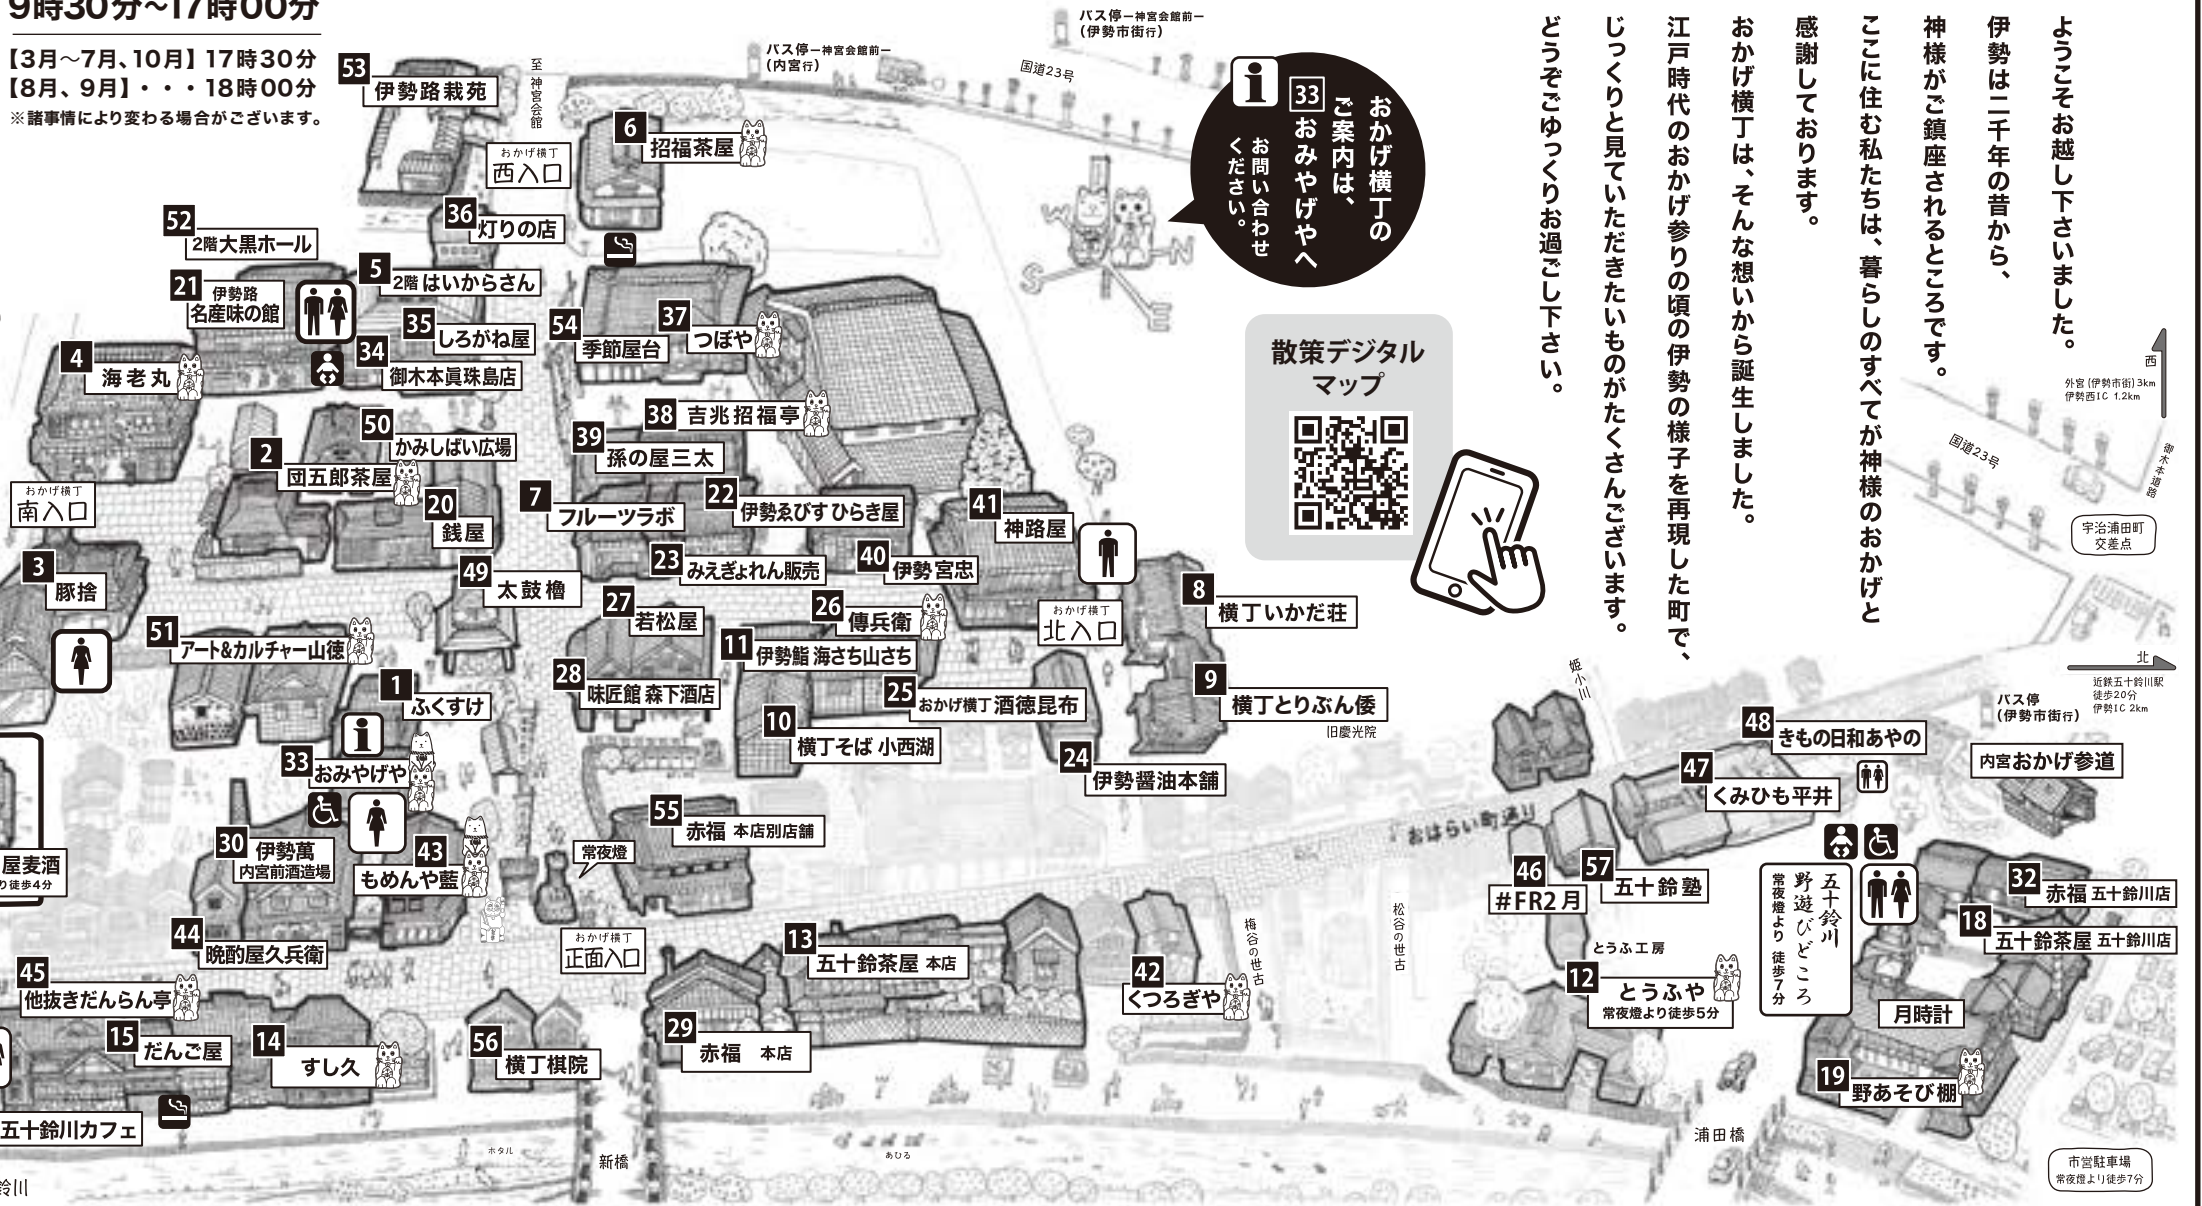 9時30分～17時00分
【3月～7月、10月】17時30分
【8月、9月】・・・18時00分
※諸事情により変わる場合がございます。
ようこそお越し下さいました。
伊勢は二千年の昔から、
神様がご鎮座されるところです。
ここに住む私たちは、暮らしのすべてが神様のおかげと
感謝しております。
おかげ横丁は、そんな想いから誕生しました。
江戸時代のおかげ参りの頃の伊勢の様子を再現した町で、
じっくりと見ていただきたいものがたくさんございます。
どうぞごゆっくりお過ごし下さい。
バス停ー神宮会館前ー
(伊勢市街行)
バス停ー神宮会館前ー
(内宮行)
国道23号
至 神宮会館
おかげ横丁の
ご案内は、
33 おみやげやへ
お問い合わせ
ください。
N
S
E
W
散策デジタル
マップ
53 伊勢路栽苑
おかげ横丁
西入口
6 招福茶屋
36 灯りの店
52 2階 大黒ホール
5 2階 はいからさん
21 伊勢路
名産味の館
35 しろがね屋
34 御木本眞珠島店
54 季節屋台
37 つぼや
4 海老丸
38 吉兆招福亭
50 かみしばい広場
39 孫の屋三太
2 団五郎茶屋
おかげ横丁
南入口
20 銭屋
7 フルーツラボ
22 伊勢ゑびす ひらき屋
41 神路屋
3 豚捨
49 太鼓櫓
23 みえぎょれん販売
40 伊勢宮忠
27 若松屋
26 傳兵衛
おかげ横丁
北入口
8 横丁いかだ荘
51 アート&カルチャー山徳
11 伊勢鮨 海さち山さち
1 ふくすけ
28 味匠館 森下酒店
25 おかげ横丁 酒徳昆布
9 横丁とりぶん倭
旧慶光院
10 横丁そば 小西湖
24 伊勢醤油本舗
33 おみやげや
55 赤福 本店別店舗
常夜燈
30 伊勢萬
内宮前酒造場
43 もめんや藍
屋麦酒
り徒歩4分
44 晩酌屋久兵衛
おかげ横丁
正面入口
13 五十鈴茶屋 本店
42 くつろぎや
梅谷の世古
松谷の世古
45 他抜きだんらん亭
15 だんご屋
14 すし久
56 横丁棋院
29 赤福 本店
五十鈴川カフェ
鈴川
ホタル
新橋
あひる
おはらい町通り
姫小川
西
外宮(伊勢市街)3km
伊勢西IC 1.2km
国道23号
御木本道路
宇治浦田町
交差点
北
近鉄五十鈴川駅
徒歩20分
伊勢IC 2km
バス停
(伊勢市街行)
48 きもの日和あやの
47 くみひも平井
内宮おかげ参道
46 #FR2月
57 五十鈴塾
五十鈴川
野遊びどころ
常夜燈より 徒歩7分
32 赤福 五十鈴川店
18 五十鈴茶屋 五十鈴川店
とうふ工房
12 とうふや
常夜燈より徒歩5分
月時計
19 野あそび棚
浦田橋
市営駐車場
常夜燈より徒歩7分